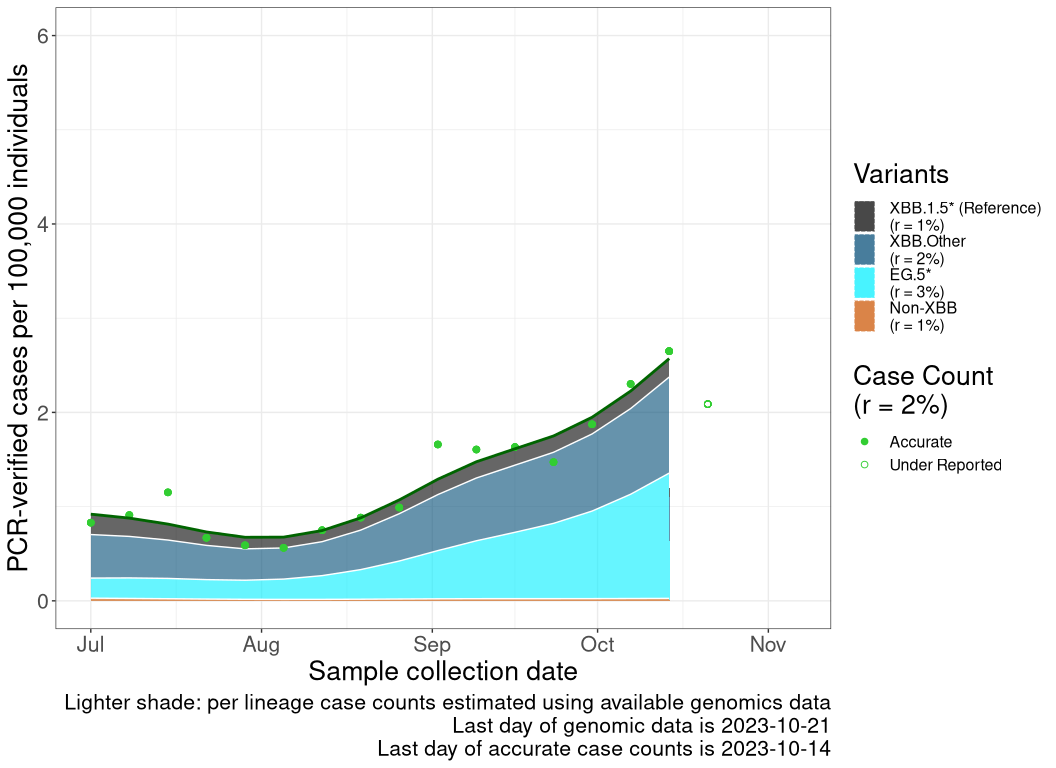 PCR-verified cases per 100,000 individuals
6
4
2
0
Jul
Aug
Sep
Oct
Nov
Sample collection date
Lighter shade: per lineage case counts estimated using available genomics data
Last day of genomic data is 2023-10-21
Last day of accurate case counts is 2023-10-14
Variants
XBB.1.5* (Reference)
(r = 1%)
XBB.Other
(r = 2%)
EG.5*
(r = 3%)
Non-XBB
(r = 1%)
Case Count
(r = 2%)
Accurate
Under Reported